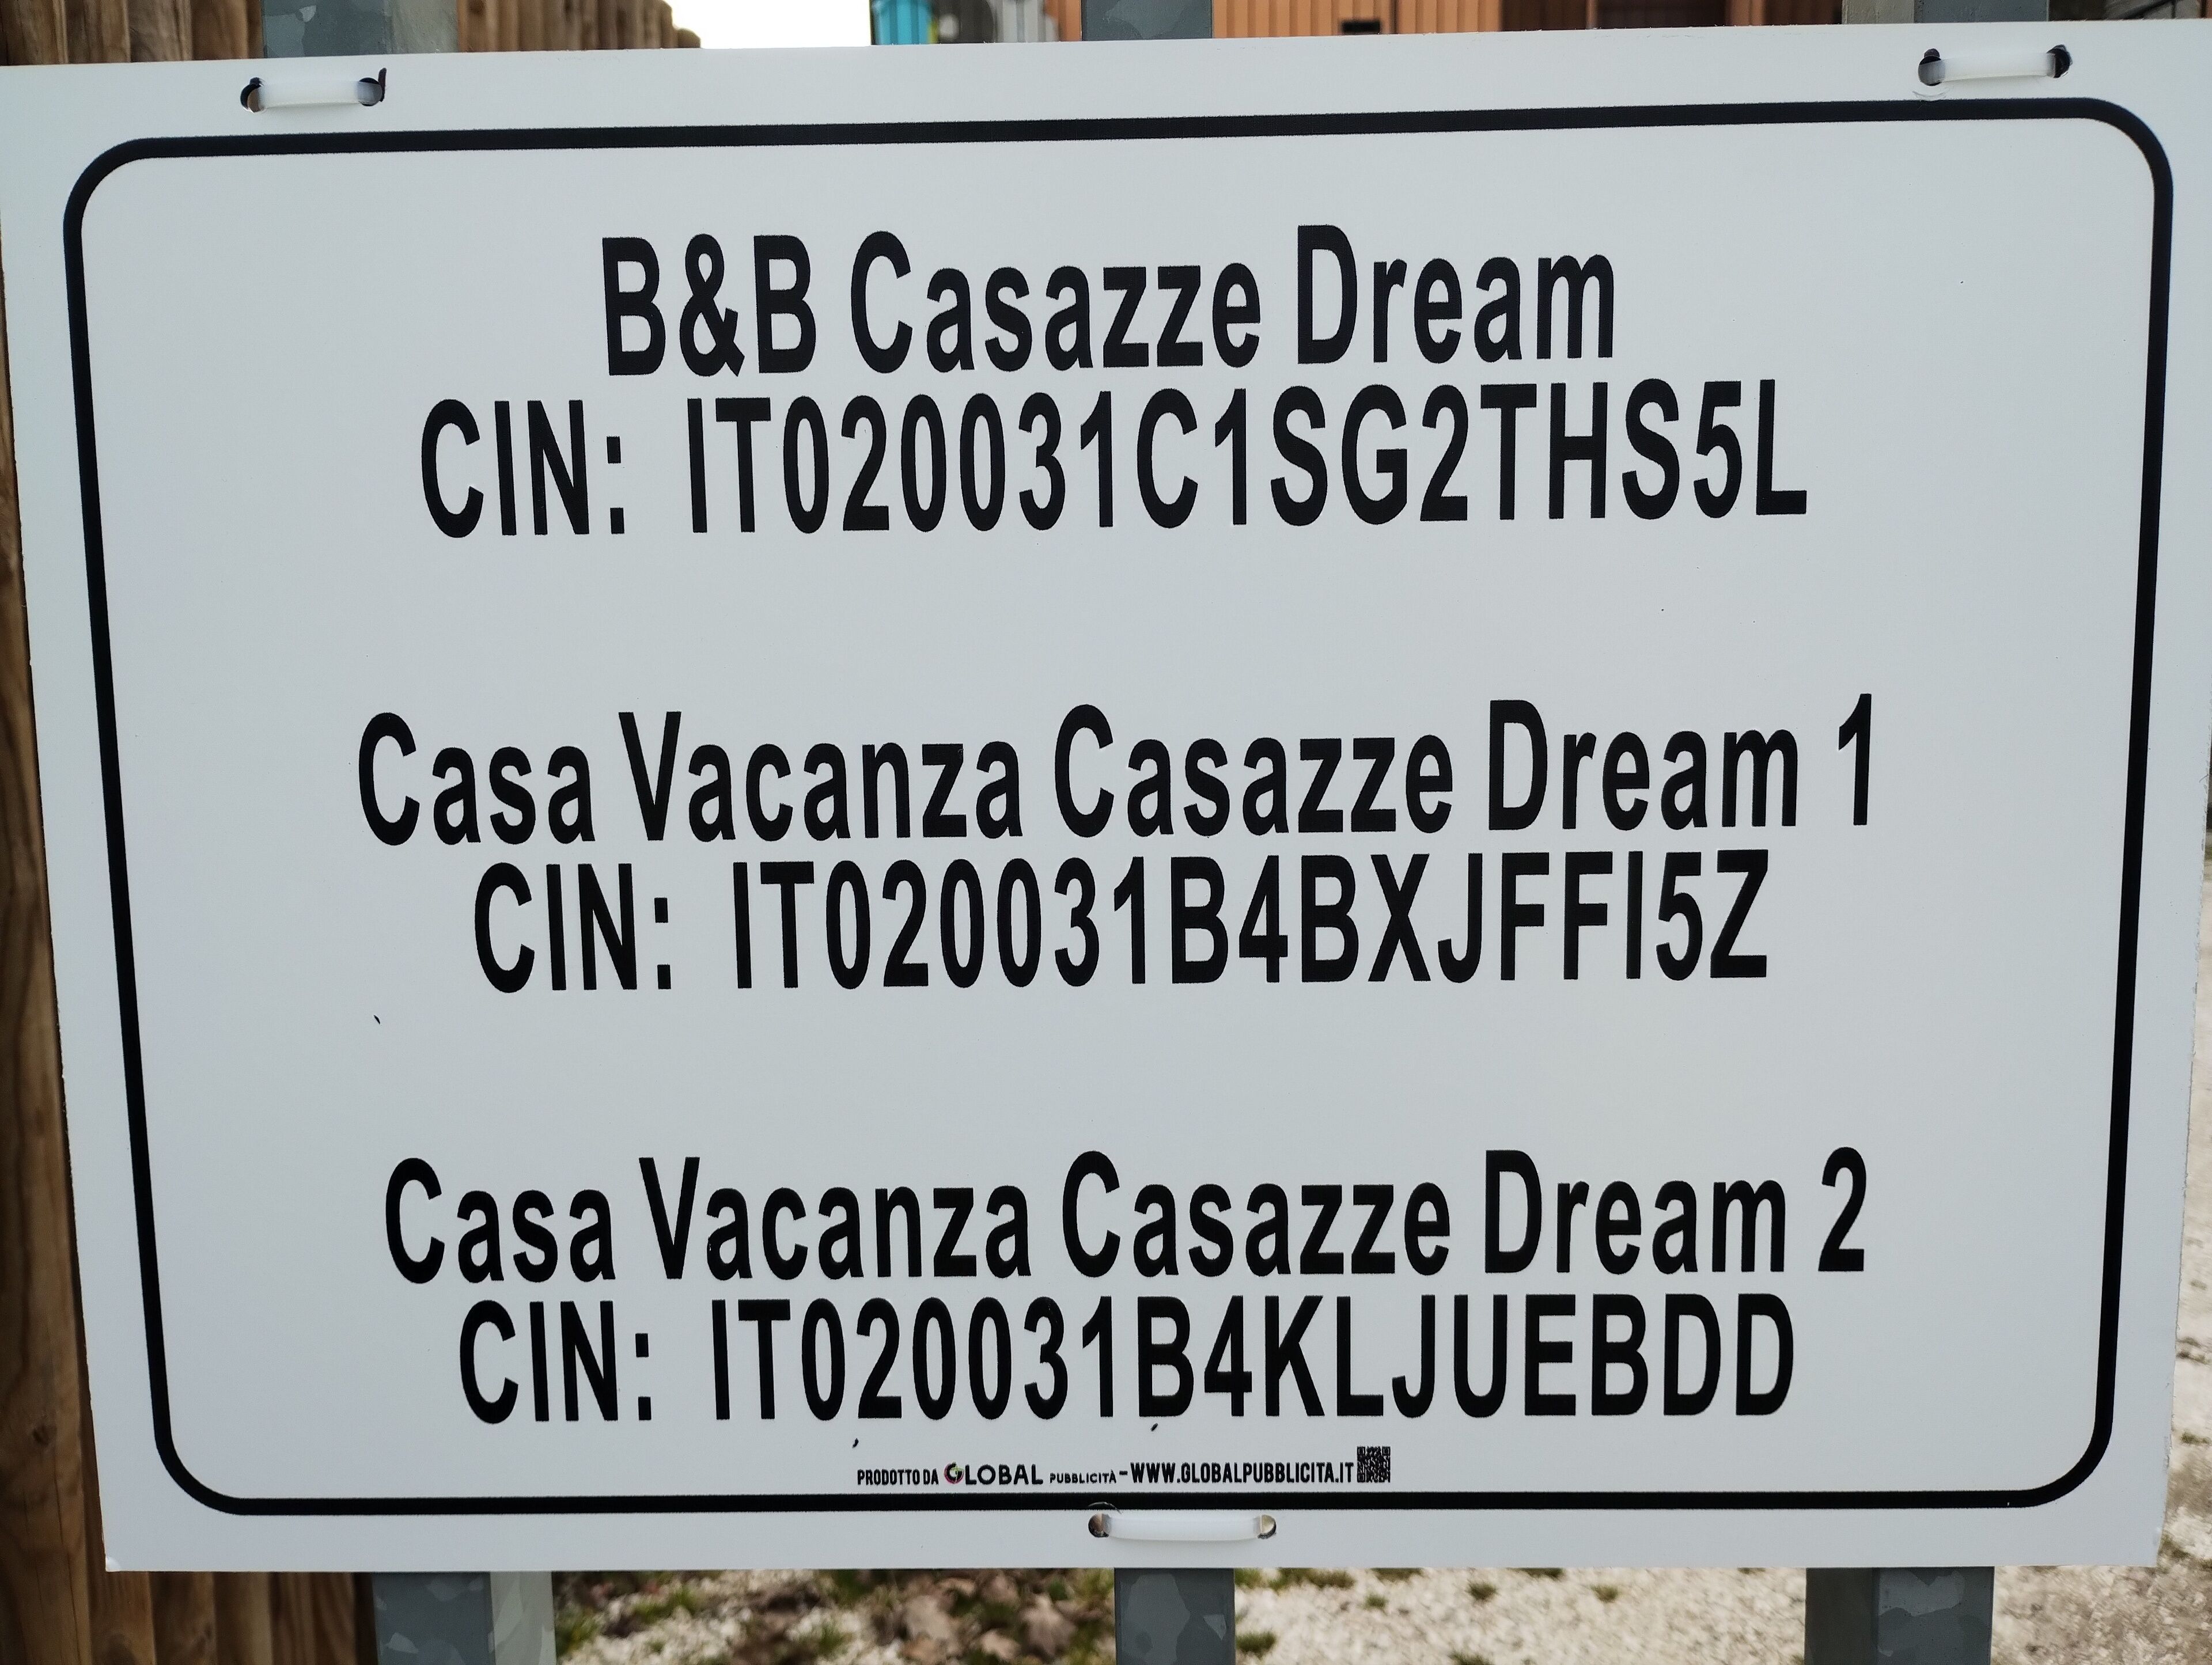 B&B Casazze Dream
CIN: IT020031C1SG2THS5L
Casa Vacanza Casazze Dream 1
CIN: IT020031B4BXJFFI5Z
Casa Vacanza Casazze Dream 2
CIN: IT020031B4KLJUEBDD
PRODOTTO DA GLOBAL PUBBLICITÀ - WWW.GLOBALPUBBLICITA.IT